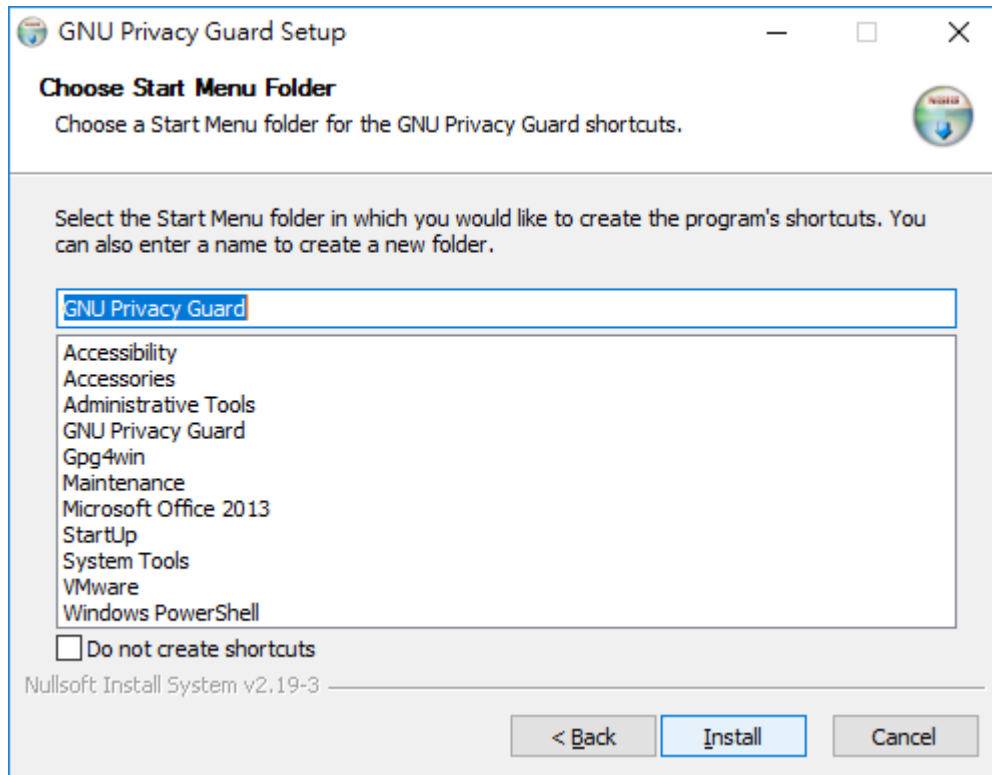 GNU Privacy Guard Setup
Choose Start Menu Folder
Choose a Start Menu folder for the GNU Privacy Guard shortcuts.
Select the Start Menu folder in which you would like to create the program's shortcuts. You
can also enter a name to create a new folder.
GNU Privacy Guard
Accessibility
Accessories
Administrative Tools
GNU Privacy Guard
Gpg4win
Maintenance
Microsoft Office 2013
StartUp
System Tools
VMware
Windows PowerShell
Do not create shortcuts
Nullsoft Install System v2.19-3
< Back
Install
Cancel